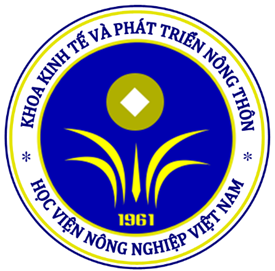 KHOA KINH TẾ VÀ PHÁT TRIỂN NÔNG THÔN
1961
* HỌC VIỆN NÔNG NGHIỆP VIỆT NAM *